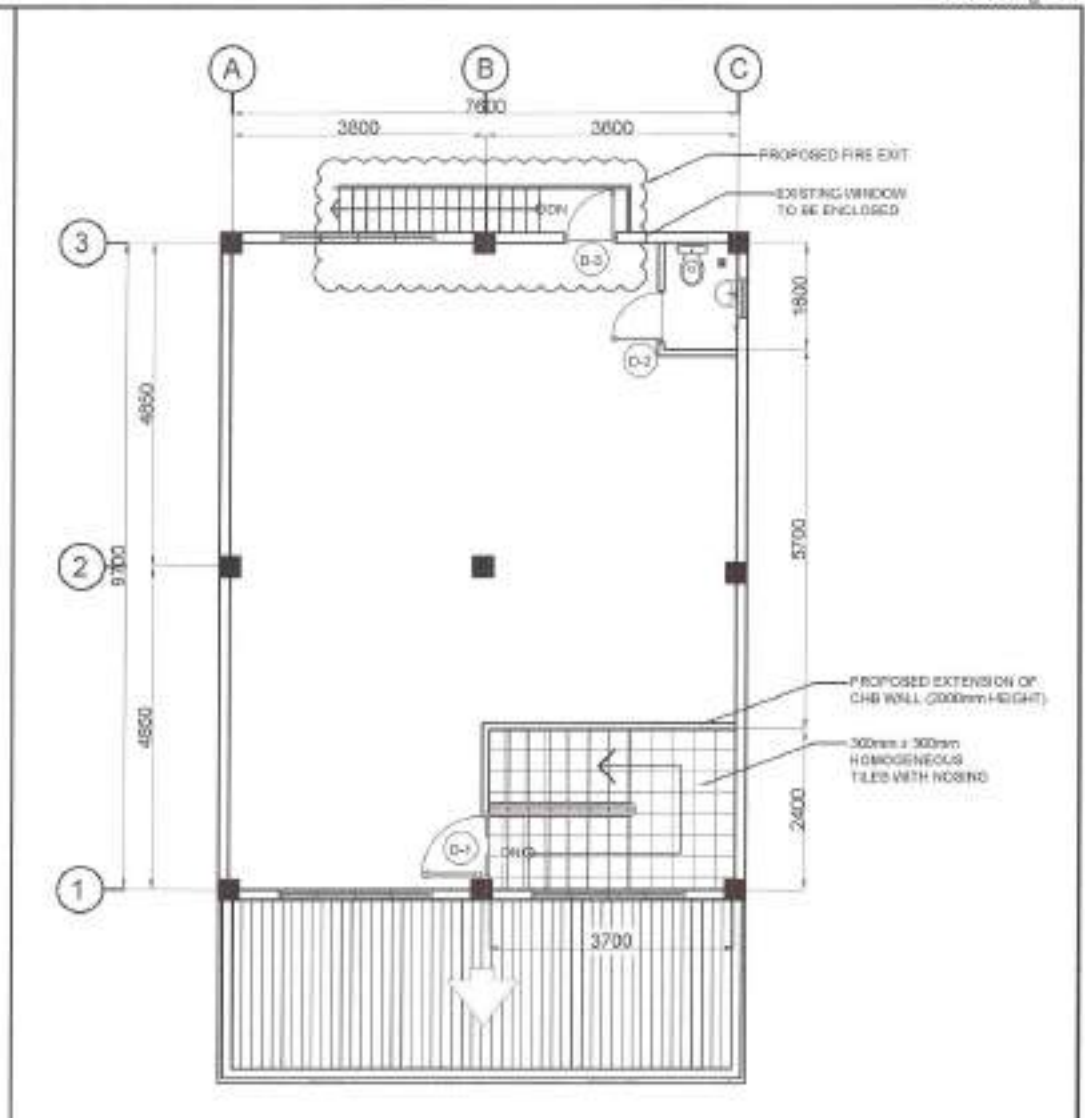 A
B
C
7600
3800
3600
PROPOSED FIRE EXIT
EXISTING WINDOW
TO BE ENCLOSED
DN
3
D-3
1800
D-2
4850
9700
2
5700
4850
PROPOSED EXTENSION OF
CHB WALL (2000mm HEIGHT)
300mm x 300mm
HOMOGENEOUS
TILES WITH NOSING
2400
D-1
DN
1
3700